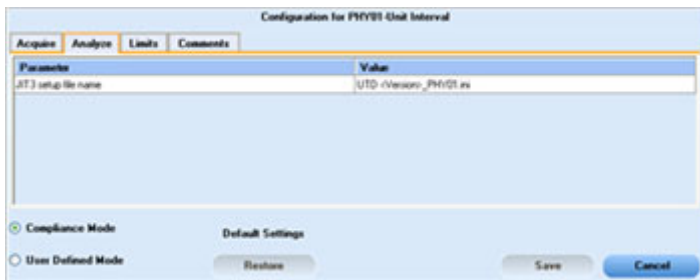 Configuration for PHY01-Unit Interval
Acquire Analyze Limits Comments
Parameter Value
JIT3 setup file name UTD <Version>_PHY01.ini
Compliance Mode
Default Settings
User Defined Mode
Restore Save Cancel